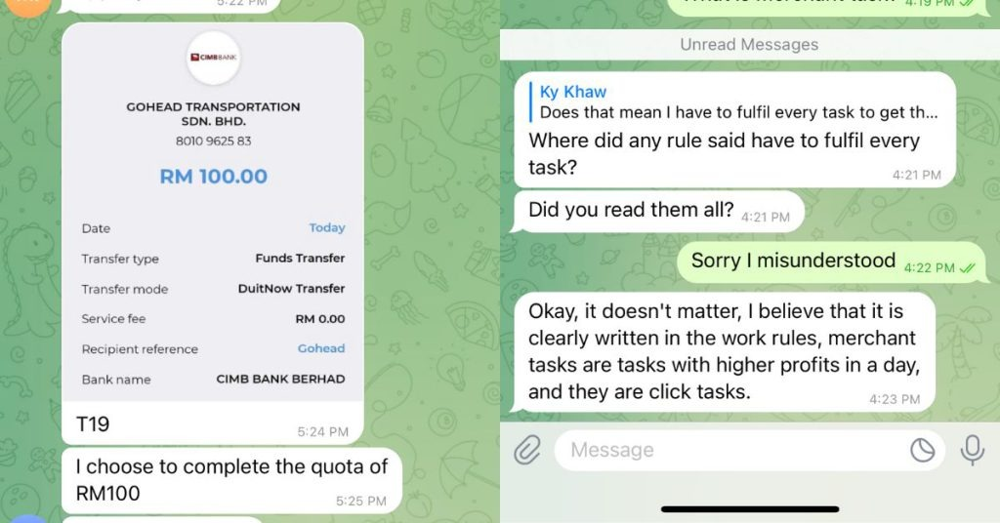 5:22 PM
CIMB BANK
GOHEAD TRANSPORTATION
SDN. BHD.
8010 9625 83
RM 100.00
Date Today
Transfer type Funds Transfer
Transfer mode DuitNow Transfer
Service fee RM 0.00
Recipient reference Gohead
Bank name CIMB BANK BERHAD
T19
5:24 PM
I choose to complete the quota of
RM100
5:25 PM
4:19 PM
Unread Messages
Ky Khaw
Does that mean I have to fulfil every task to get th...
Where did any rule said have to fulfil every
task?
4:21 PM
Did you read them all? 4:21 PM
Sorry I misunderstood 4:22 PM
Okay, it doesn't matter, I believe that it is
clearly written in the work rules, merchant
tasks are tasks with higher profits in a day,
and they are click tasks.
4:23 PM
Message